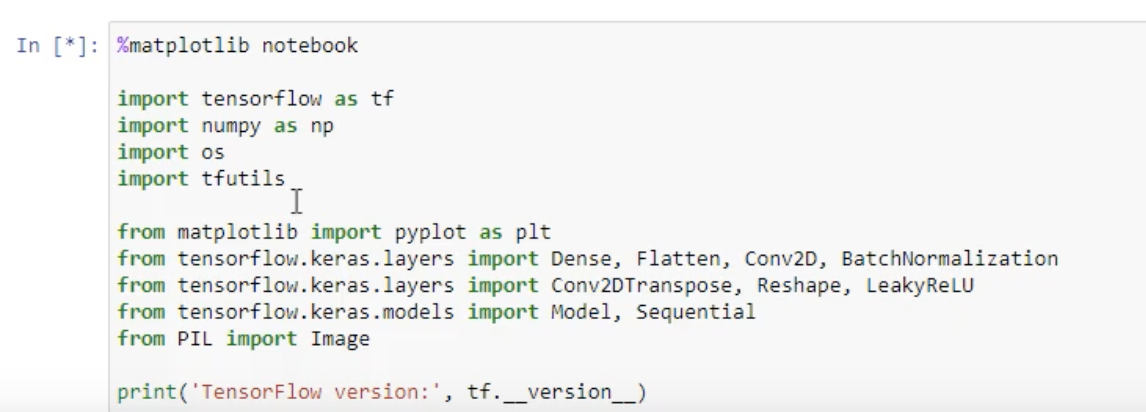 In [*]: %matplotlib notebook
import tensorflow as tf
import numpy as np
import os
import tfutils
from matplotlib import pyplot as plt
from tensorflow.keras.layers import Dense, Flatten, Conv2D, BatchNormalization
from tensorflow.keras.layers import Conv2DTranspose, Reshape, LeakyReLU
from tensorflow.keras.models import Model, Sequential
from PIL import Image
print('TensorFlow version:', tf.__version__)